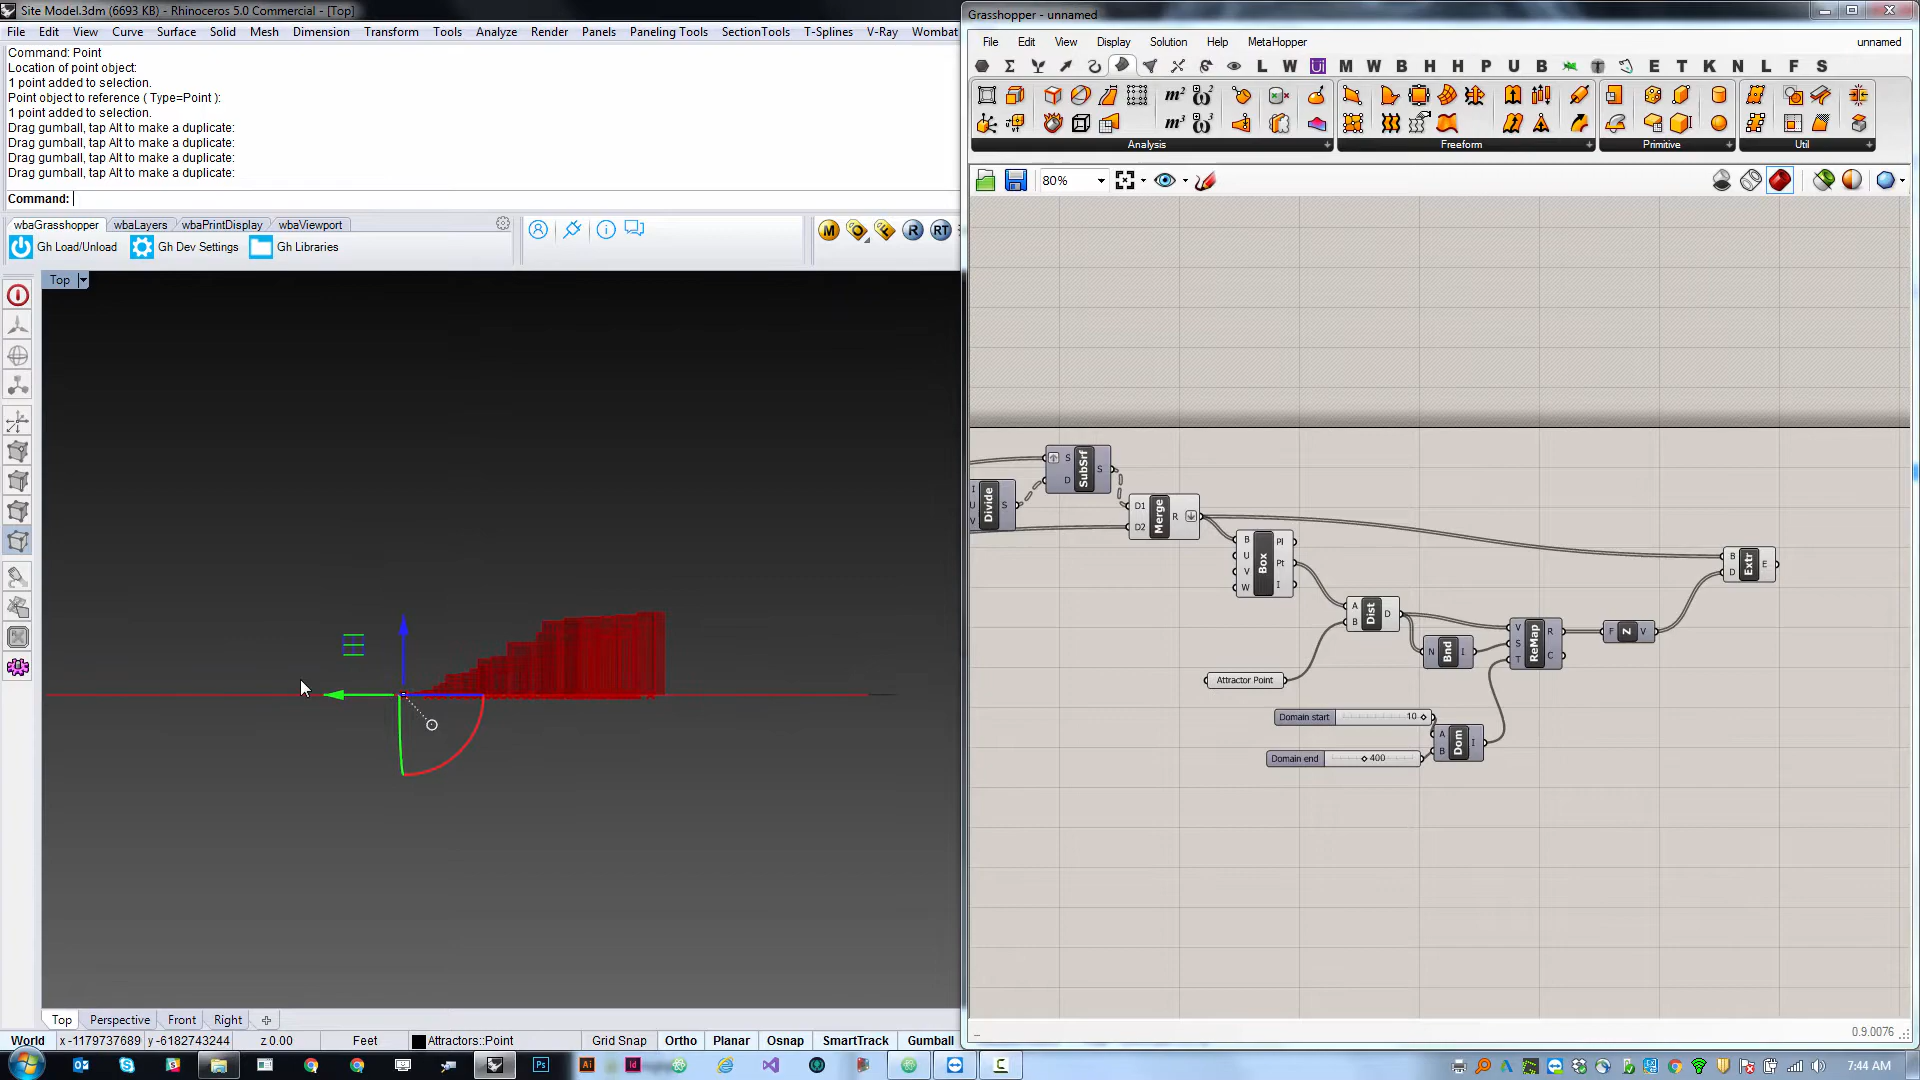 Site Model.3dm (6693 KB) - Rhinoceros 5.0 Commercial - [Top]
File Edit View Curve Surface Solid Mesh Dimension Transform Tools Analyze Render Panels Paneling Tools SectionTools T-Splines V-Ray Wombat
Command: Point
Location of point object:
1 point added to selection.
Point object to reference ( Type=Point ):
1 point added to selection.
Drag gumball, tap Alt to make a duplicate:
Drag gumball, tap Alt to make a duplicate:
Drag gumball, tap Alt to make a duplicate:
Drag gumball, tap Alt to make a duplicate:
Command:
wbaGrasshopper wbaLayers wbaPrintDisplay wbaViewport
Gh Load/Unload Gh Dev Settings Gh Libraries
M R RT
Top
Top Perspective Front Right
World x -1179737689 y -6182743244 z 0.00 Feet Attractors::Point Grid Snap Ortho Planar Osnap SmartTrack Gumball
Grasshopper - unnamed
File Edit View Display Solution Help MetaHopper unnamed
L W Ui M W B H H P U B T E T K N L F S
m² m³
Analysis Freeform Primitive Util
80%
SubSrf S D S
Divide I U V S
Merge D1 D2 R
Box B U V W Pl Pt I
Dist A B D
Bnd N I
ReMap V S T R C
F Z V
Extr B D E
Attractor Point
Domain start 10
Domain end 400
Dom A B I
0.9.0076
7:44 AM